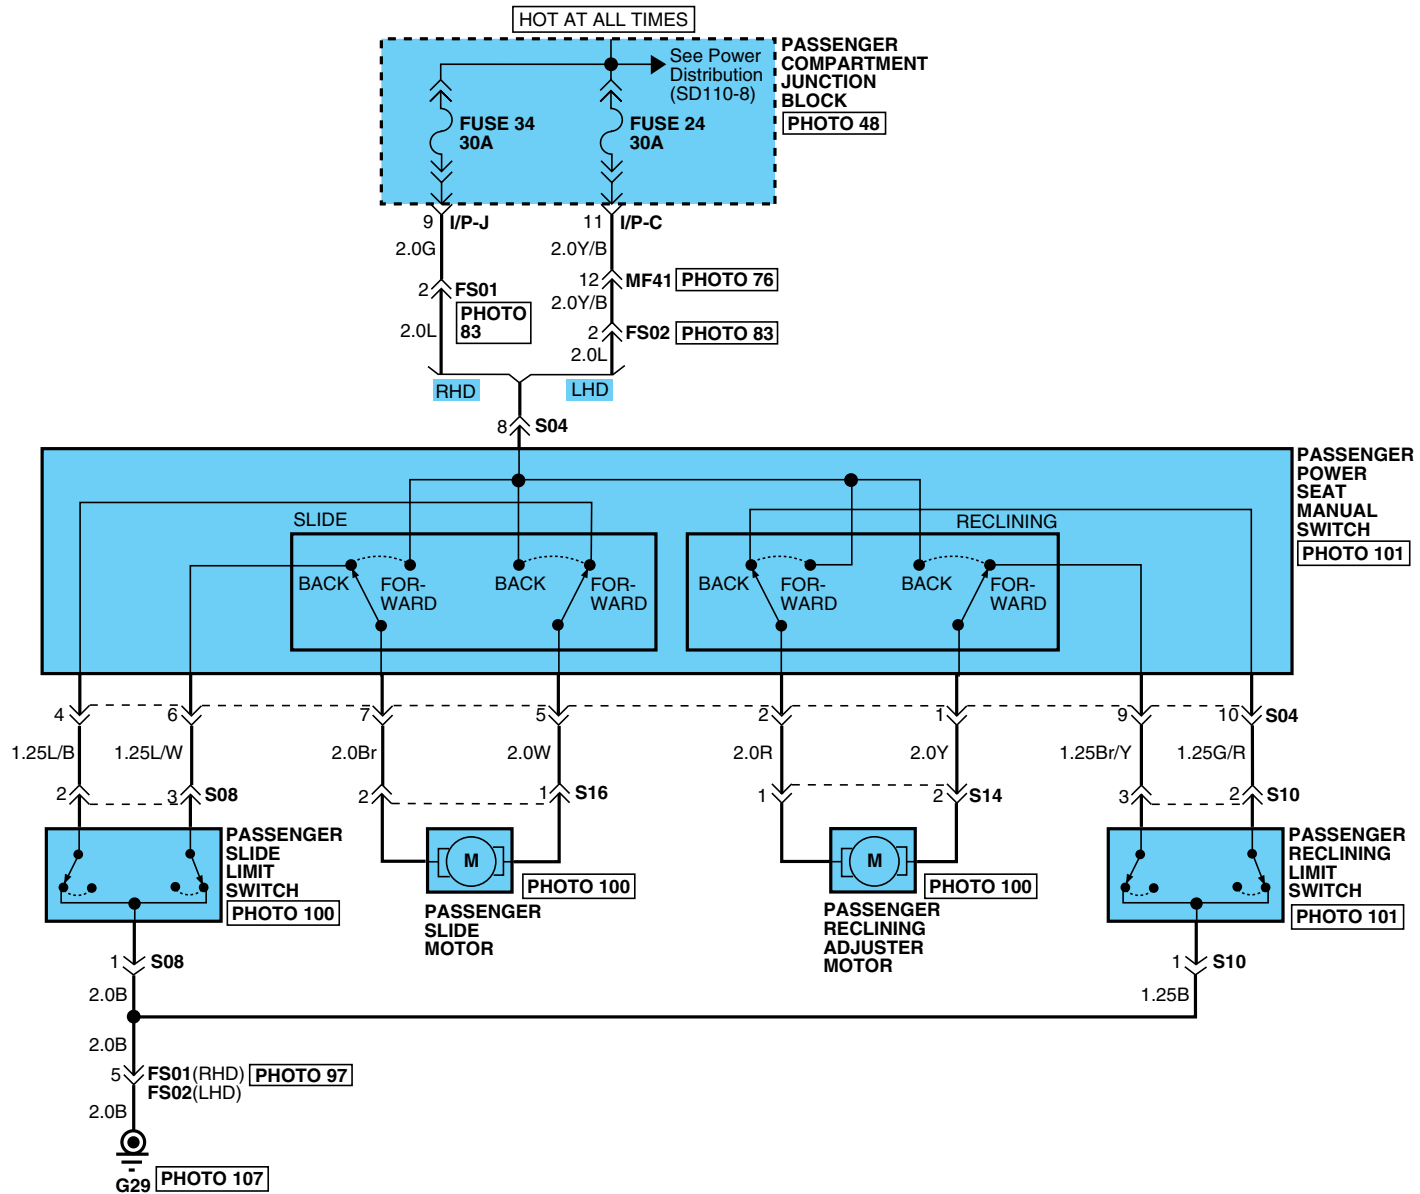 HOT AT ALL TIMES
See Power
Distribution
(SD110-8)
PASSENGER
COMPARTMENT
JUNCTION
BLOCK
PHOTO 48
FUSE 34
30A
FUSE 24
30A
9 I/P-J
11 I/P-C
2.0G
2.0Y/B
2 FS01
PHOTO
83
12 MF41 PHOTO 76
2.0Y/B
2.0L
2 FS02 PHOTO 83
2.0L
RHD
LHD
8 S04
PASSENGER
POWER
SEAT
MANUAL
SWITCH
PHOTO 101
SLIDE
RECLINING
BACK
FOR-
WARD
BACK
FOR-
WARD
BACK
FOR-
WARD
BACK
FOR-
WARD
4 6 7 5 2 1 9 10 S04
1.25L/B 1.25L/W 2.0Br 2.0W 2.0R 2.0Y 1.25Br/Y 1.25G/R
2 3 S08
2 1 S16
1 2 S14
3 2 S10
PASSENGER
SLIDE
LIMIT
SWITCH
PHOTO 100
M
PHOTO 100
PASSENGER
SLIDE
MOTOR
M
PHOTO 100
PASSENGER
RECLINING
ADJUSTER
MOTOR
PASSENGER
RECLINING
LIMIT
SWITCH
PHOTO 101
1 S08
2.0B
1 S10
1.25B
2.0B
5 FS01(RHD) PHOTO 97
FS02(LHD)
2.0B
G29 PHOTO 107